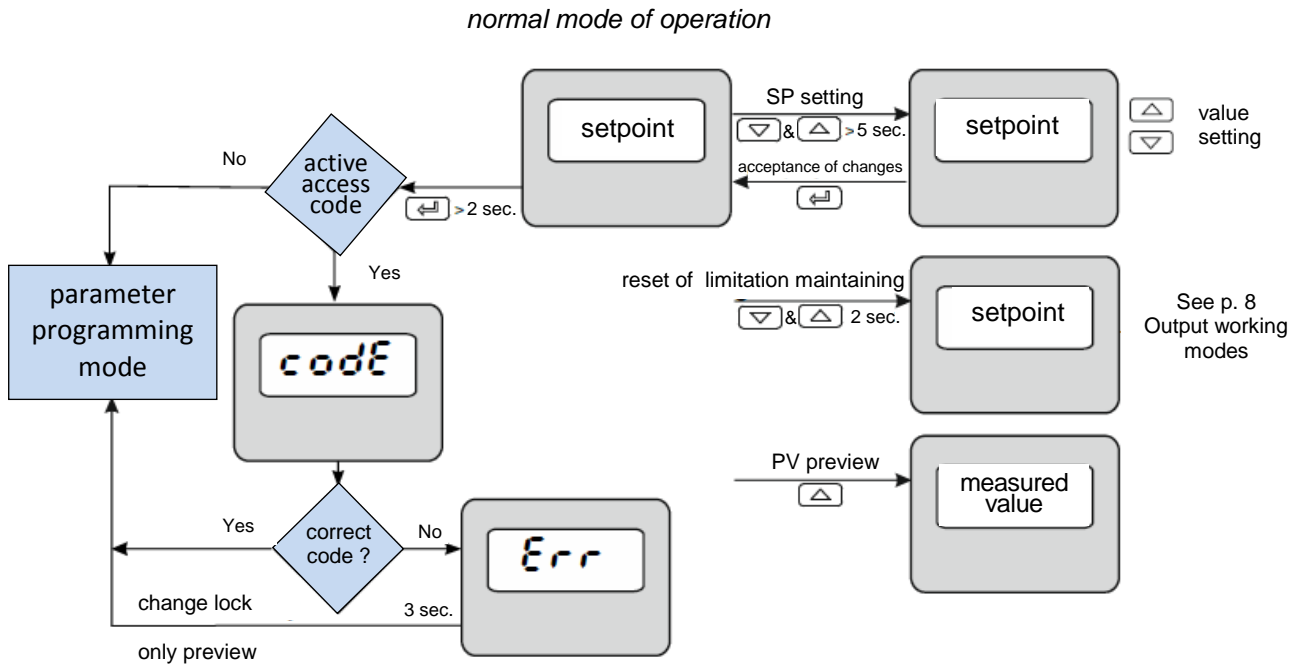 normal mode of operation
setpoint
SP setting
& > 5 sec.
acceptance of changes
setpoint
value
setting
No
active
access
code
> 2 sec.
Yes
parameter
programming
mode
codE
reset of limitation maintaining
& 2 sec.
setpoint
See p. 8
Output working
modes
PV preview
measured
value
Yes
correct
code ?
No
Err
change lock
3 sec.
only preview